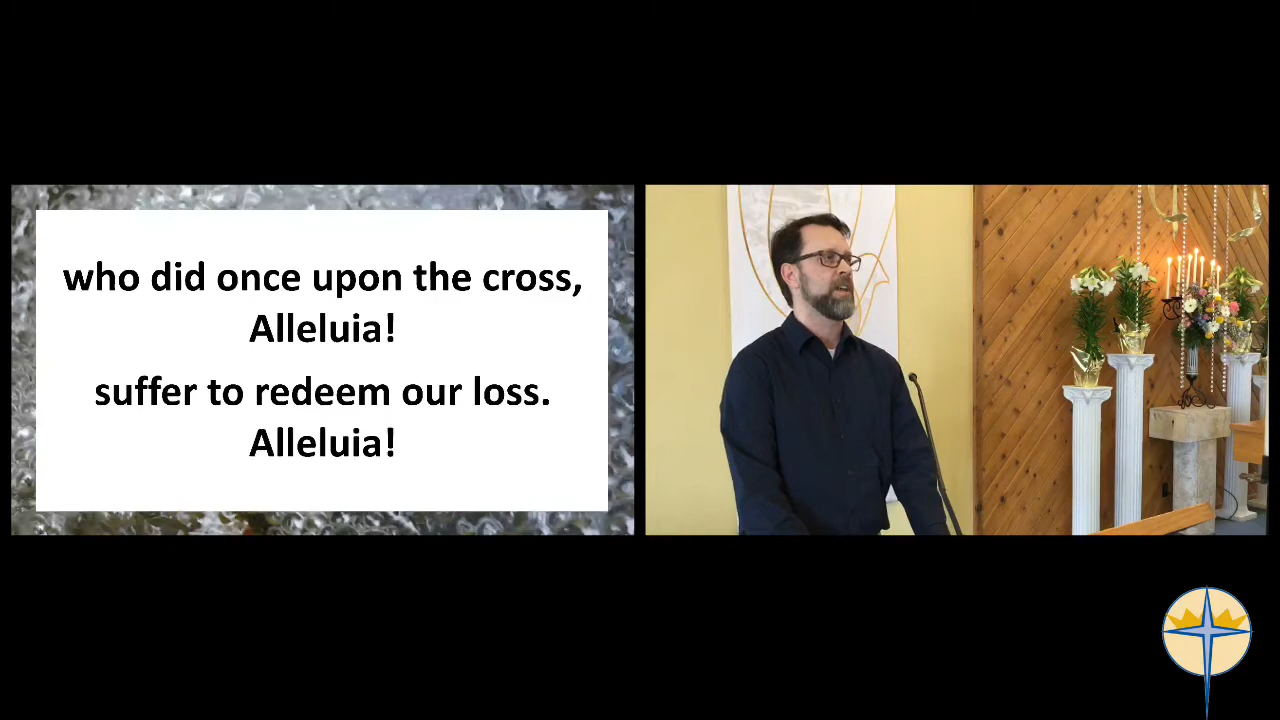 who did once upon the cross,
Alleluia!
suffer to redeem our loss.
Alleluia!